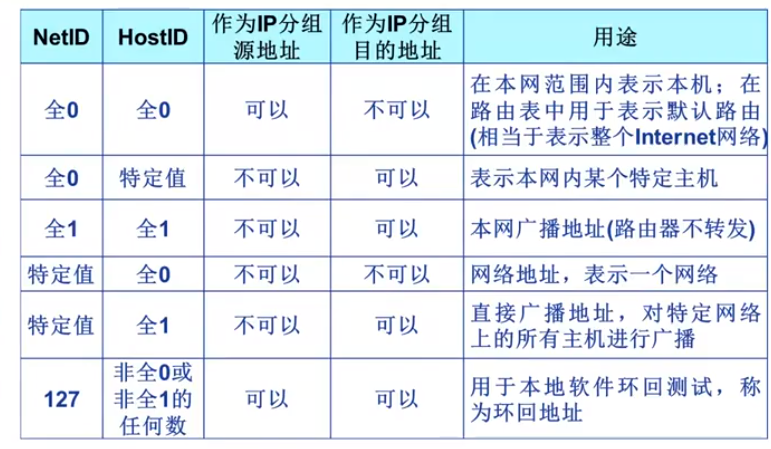 NetID HostID 作为IP分组源地址 作为IP分组目的地址 用途
全0 全0 可以 不可以 在本网范围内表示本机；在路由表中用于表示默认路由(相当于表示整个Internet网络)
全0 特定值 不可以 可以 表示本网内某个特定主机
全1 全1 不可以 可以 本网广播地址(路由器不转发)
特定值 全0 不可以 不可以 网络地址，表示一个网络
特定值 全1 不可以 可以 直接广播地址，对特定网络上的所有主机进行广播
127 非全0或非全1的任何数 可以 可以 用于本地软件环回测试，称为环回地址